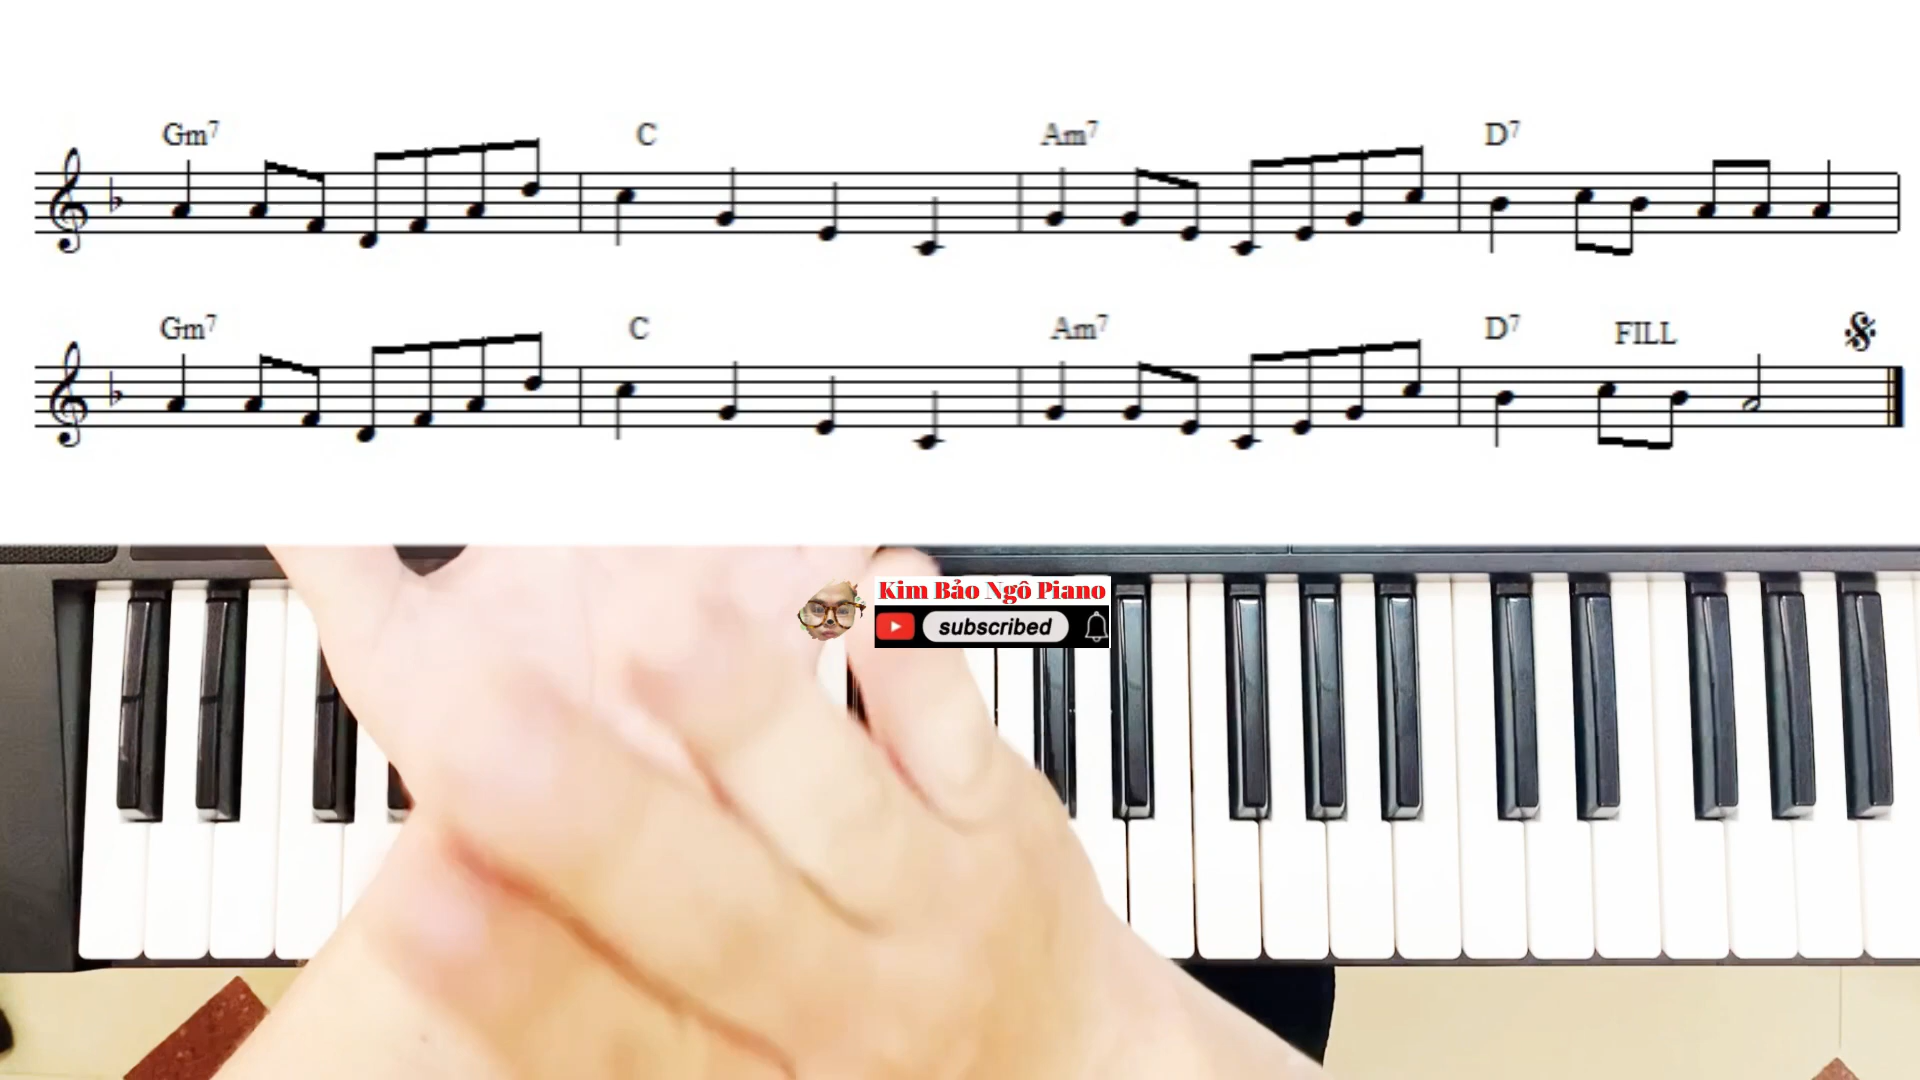 Gm7 C Am7 D7
Gm7 C Am7 D7 FILL
Kim Bảo Ngô Piano
subscribed